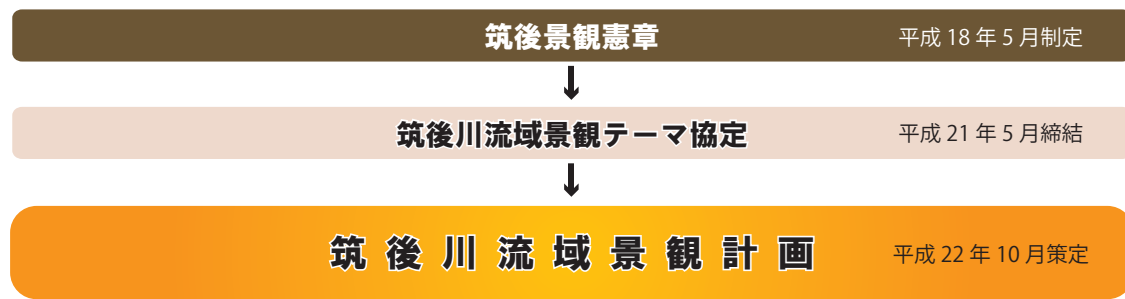 筑後景観憲章 平成 18 年 5 月制定
筑後川流域景観テーマ協定 平成 21 年 5 月締結
筑後川流域景観計画 平成 22 年 10 月策定